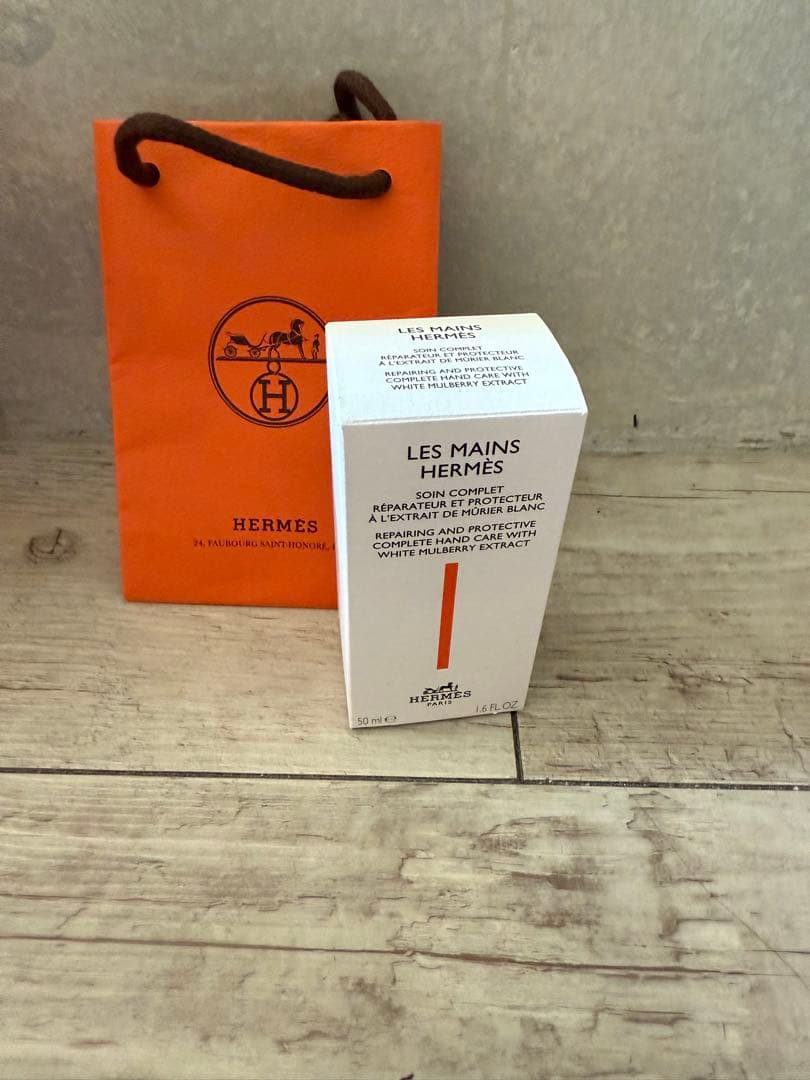 H
HERMÈS
24, FAUBOURG SAINT-HONORÉ,
LES MAINS
HERMÈS
SOIN COMPLET
RÉPARATEUR ET PROTECTEUR
À L'EXTRAIT DE MÛRIER BLANC
REPAIRING AND PROTECTIVE
COMPLETE HAND CARE WITH
WHITE MULBERRY EXTRACT
LES MAINS
HERMÈS
SOIN COMPLET
RÉPARATEUR ET PROTECTEUR
À L'EXTRAIT DE MÛRIER BLANC
REPAIRING AND PROTECTIVE
COMPLETE HAND CARE WITH
WHITE MULBERRY EXTRACT
HERMÈS
PARIS
50 ml ℮ 1.6 FL OZ